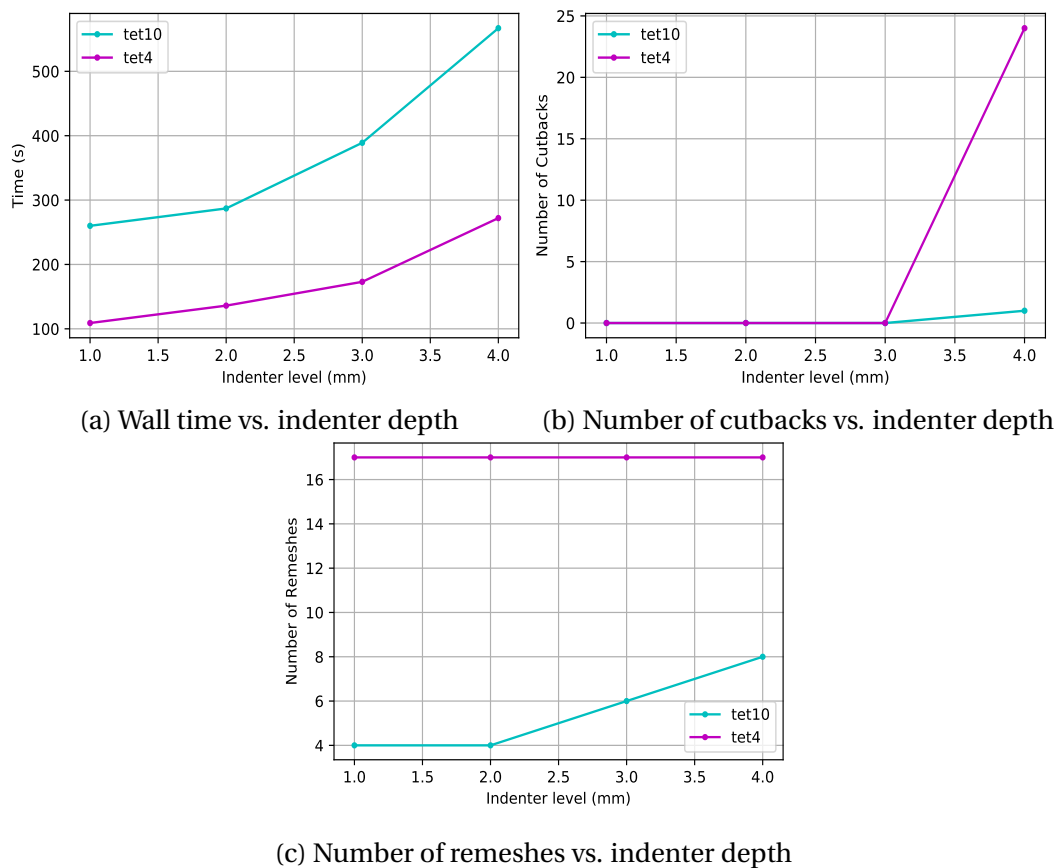 tet10
tet4
500
400
300
200
100
Time (s)
1.0 1.5 2.0 2.5 3.0 3.5 4.0
Indenter level (mm)
(a) Wall time vs. indenter depth
tet10
tet4
25
20
15
10
5
0
Number of Cutbacks
1.0 1.5 2.0 2.5 3.0 3.5 4.0
Indenter level (mm)
(b) Number of cutbacks vs. indenter depth
16
14
12
10
8
6
4
Number of Remeshes
tet10
tet4
1.0 1.5 2.0 2.5 3.0 3.5 4.0
Indenter level (mm)
(c) Number of remeshes vs. indenter depth